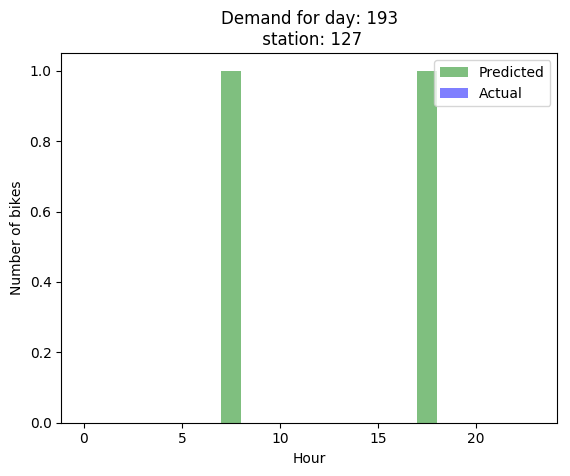 Demand for day: 193
station: 127
Predicted
Actual
1.0
0.8
0.6
0.4
0.2
0.0
Number of bikes
0
5
10
15
20
Hour